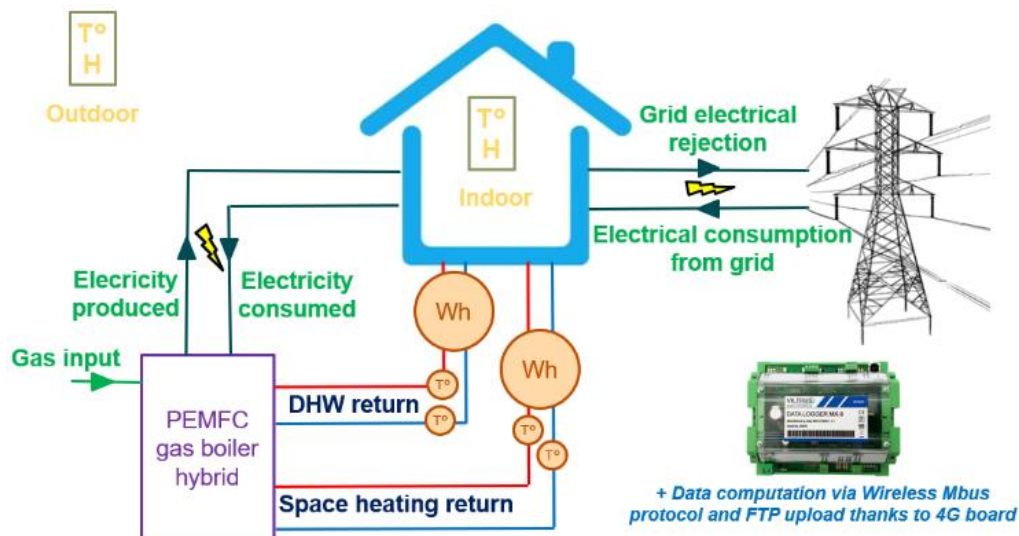 T°
H
Outdoor
T°
H
Indoor
Grid electrical
rejection
Electrical consumption
from grid
Elecricity
produced
Electricity
consumed
Gas input
PEMFC
gas boiler
hybrid
Wh
Wh
T°
DHW return
T°
T°
T°
Space heating return
DATA LOGGER MX-9
+ Data computation via Wireless Mbus
protocol and FTP upload thanks to 4G board